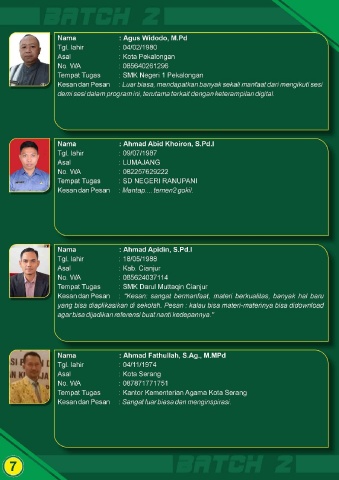 BATCH 2
Nama : Agus Widodo, M.Pd
Tgl. lahir : 04/02/1980
Asal : Kota Pekalongan
No. WA : 085640261296
Tempat Tugas : SMK Negeri 1 Pekalongan
Kesan dan Pesan : Luar biasa, mendapatkan banyak sekali manfaat dari mengikuti sesi
demi sesi dalam program ini, terutama terkait dengan keterampilan digital.
Nama : Ahmad Abid Khoiron, S.Pd.I
Tgl. lahir : 09/07/1987
Asal : LUMAJANG
No. WA : 082257629222
Tempat Tugas : SD NEGERI RANUPANI
Kesan dan Pesan : Mantap.... temen2 gokil.
Nama : Ahmad Apidin, S.Pd.I
Tgl. lahir : 18/05/1988
Asal : Kab. Cianjur
No. WA : 085624037114
Tempat Tugas : SMK Darul Muttaqin Cianjur
Kesan dan Pesan : "Kesan: sangat bermanfaat, materi berkualitas, banyak hal baru
yang bisa diaplikasikan di sekolah. Pesan : kalau bisa materi-materinya bisa didownload
agar bisa dijadikan referensi buat nanti kedepannya."
Nama : Ahmad Fathullah, S.Ag., M.MPd
Tgl. lahir : 04/11/1974
Asal : Kota Serang
No. WA : 087871771751
Tempat Tugas : Kantor Kementerian Agama Kota Serang
Kesan dan Pesan : Sangat luar biasa dan menginspirasi.
7
BATCH 2